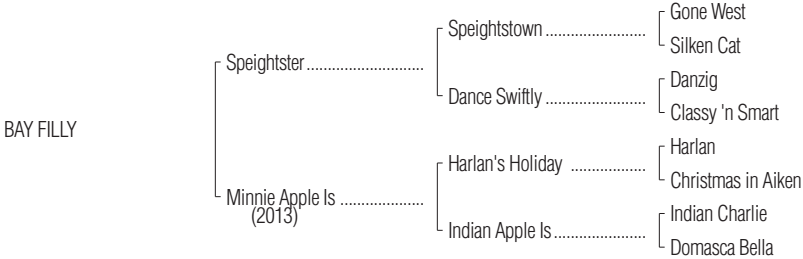 Gone West
Speightstown ........................
Silken Cat
Speightster............................
Danzig
Dance Swiftly ........................
Classy 'n Smart
BAY FILLY
Harlan
Harlan's Holiday ..................
Christmas in Aiken
Minnie Apple Is ....................
(2013)
Indian Charlie
Indian Apple Is......................
Domasca Bella